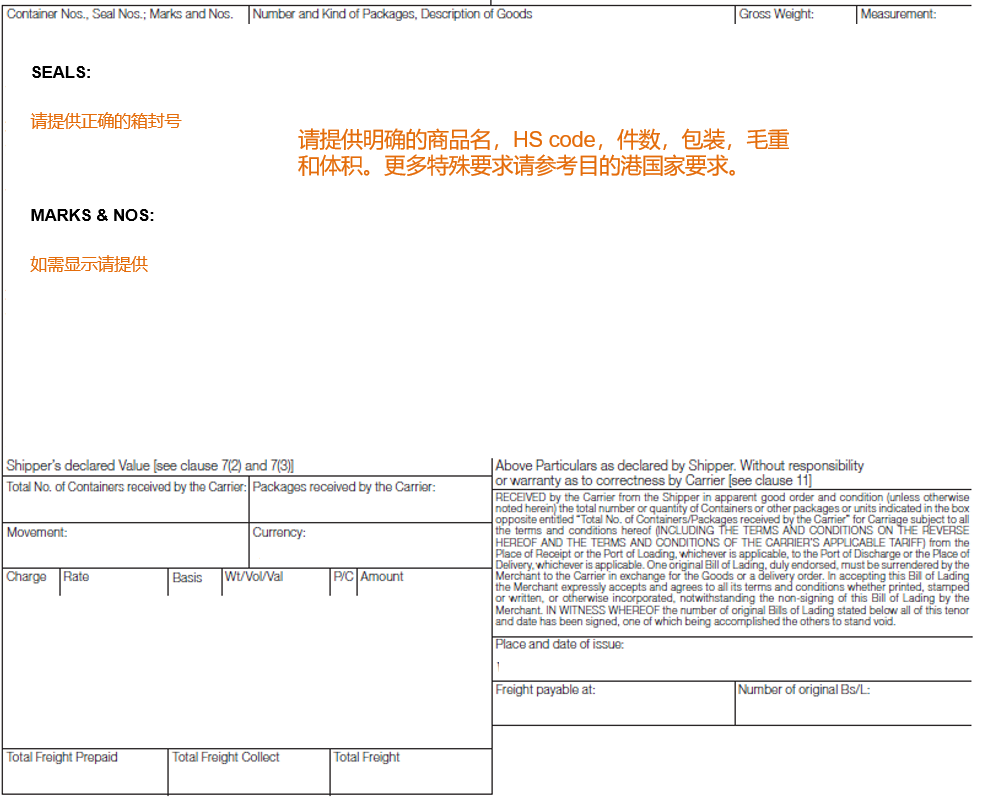 Container Nos., Seal Nos.; Marks and Nos.
Number and Kind of Packages, Description of Goods
Gross Weight:
Measurement:
SEALS:
请提供正确的箱封号
请提供明确的商品名，HS code，件数，包装，毛重
和体积。更多特殊要求请参考目的港国家要求。
MARKS & NOS:
如需显示请提供
Shipper's declared Value [see clause 7(2) and 7(3)]
Above Particulars as declared by Shipper. Without responsibility
or warranty as to correctness by Carrier [see clause 11]
Total No. of Containers received by the Carrier:
Packages received by the Carrier:
Movement:
Currency:
Charge
Rate
Basis
Wt/Vol/Val
P/C
Amount
RECEIVED by the Carrier from the Shipper in apparent good order and condition (unless otherwise
noted herein) the total number or quantity of Containers or other packages or units indicated in the box
opposite entitled "Total No. of Containers/Packages received by the Carrier" for Carriage subject to all
the terms and conditions hereof (INCLUDING THE TERMS AND CONDITIONS ON THE REVERSE
HEREOF AND THE TERMS AND CONDITIONS OF THE CARRIER'S APPLICABLE TARIFF) from the
Place of Receipt or the Port of Loading, whichever is applicable, to the Port of Discharge or the Place of
Delivery, whichever is applicable. One original Bill of Lading, duly endorsed, must be surrendered by the
Merchant to the Carrier in exchange for the Goods or a delivery order. In accepting this Bill of Lading
the Merchant expressly accepts and agrees to all its terms and conditions whether printed, stamped
or written, or otherwise incorporated, notwithstanding the non-signing of this Bill of Lading by the
Merchant. IN WITNESS WHEREOF the number of original Bills of Lading stated below all of this tenor
and date has been signed, one of which being accomplished the others to stand void.
Place and date of issue:
Freight payable at:
Number of original Bs/L:
Total Freight Prepaid
Total Freight Collect
Total Freight